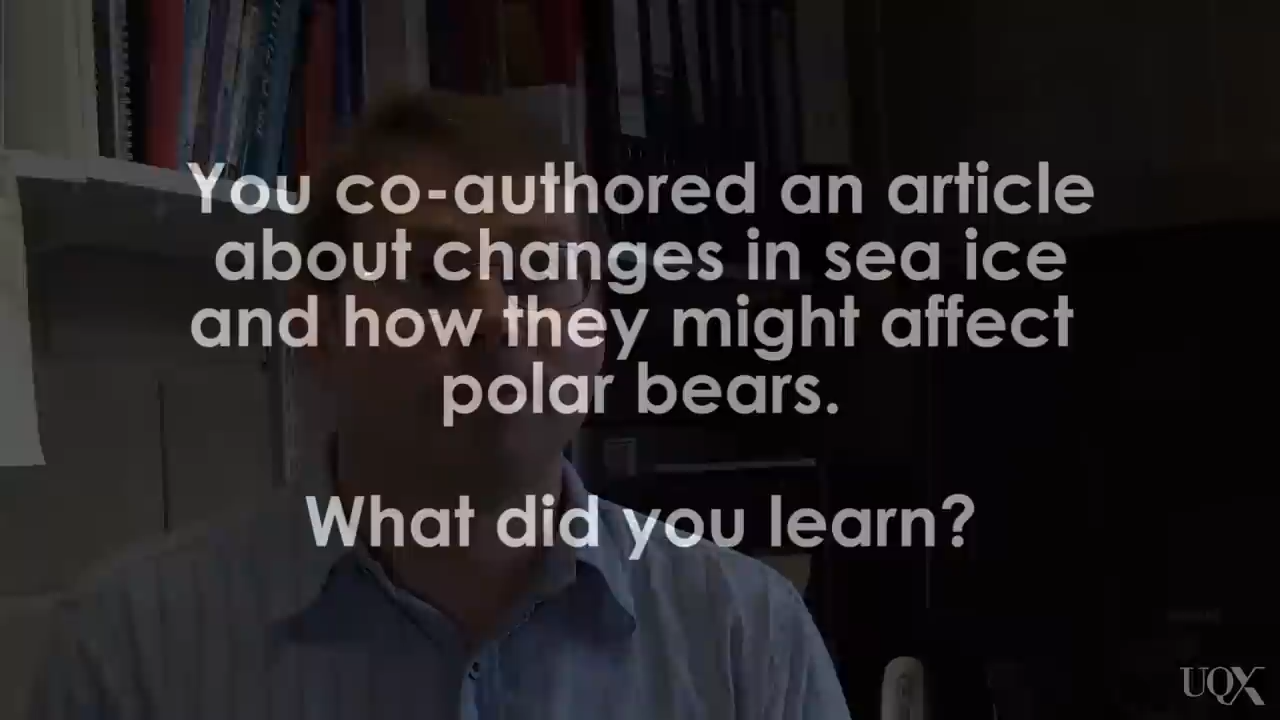 You co-authored an article
about changes in sea ice
and how they might affect
polar bears.
What did you learn?
UQX